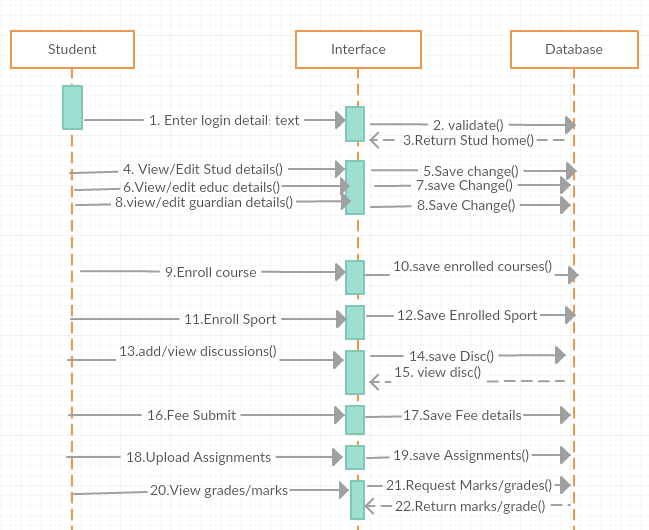 Student
Interface
Database
1. Enter login details text
2. validate()
3.Return Stud home()
4. View/Edit Stud details()
5.Save change()
6.View/edit educ details()
7.save Change()
8.view/edit guardian details()
8.Save Change()
9.Enroll course
10.save enrolled courses()
11.Enroll Sport
12.Save Enrolled Sport
13.add/view discussions()
14.save Disc()
15. view disc()
16.Fee Submit
17.Save Fee details
18.Upload Assignments
19.save Assignments()
20.View grades/marks
21.Request Marks/grades()
22.Return marks/grade()